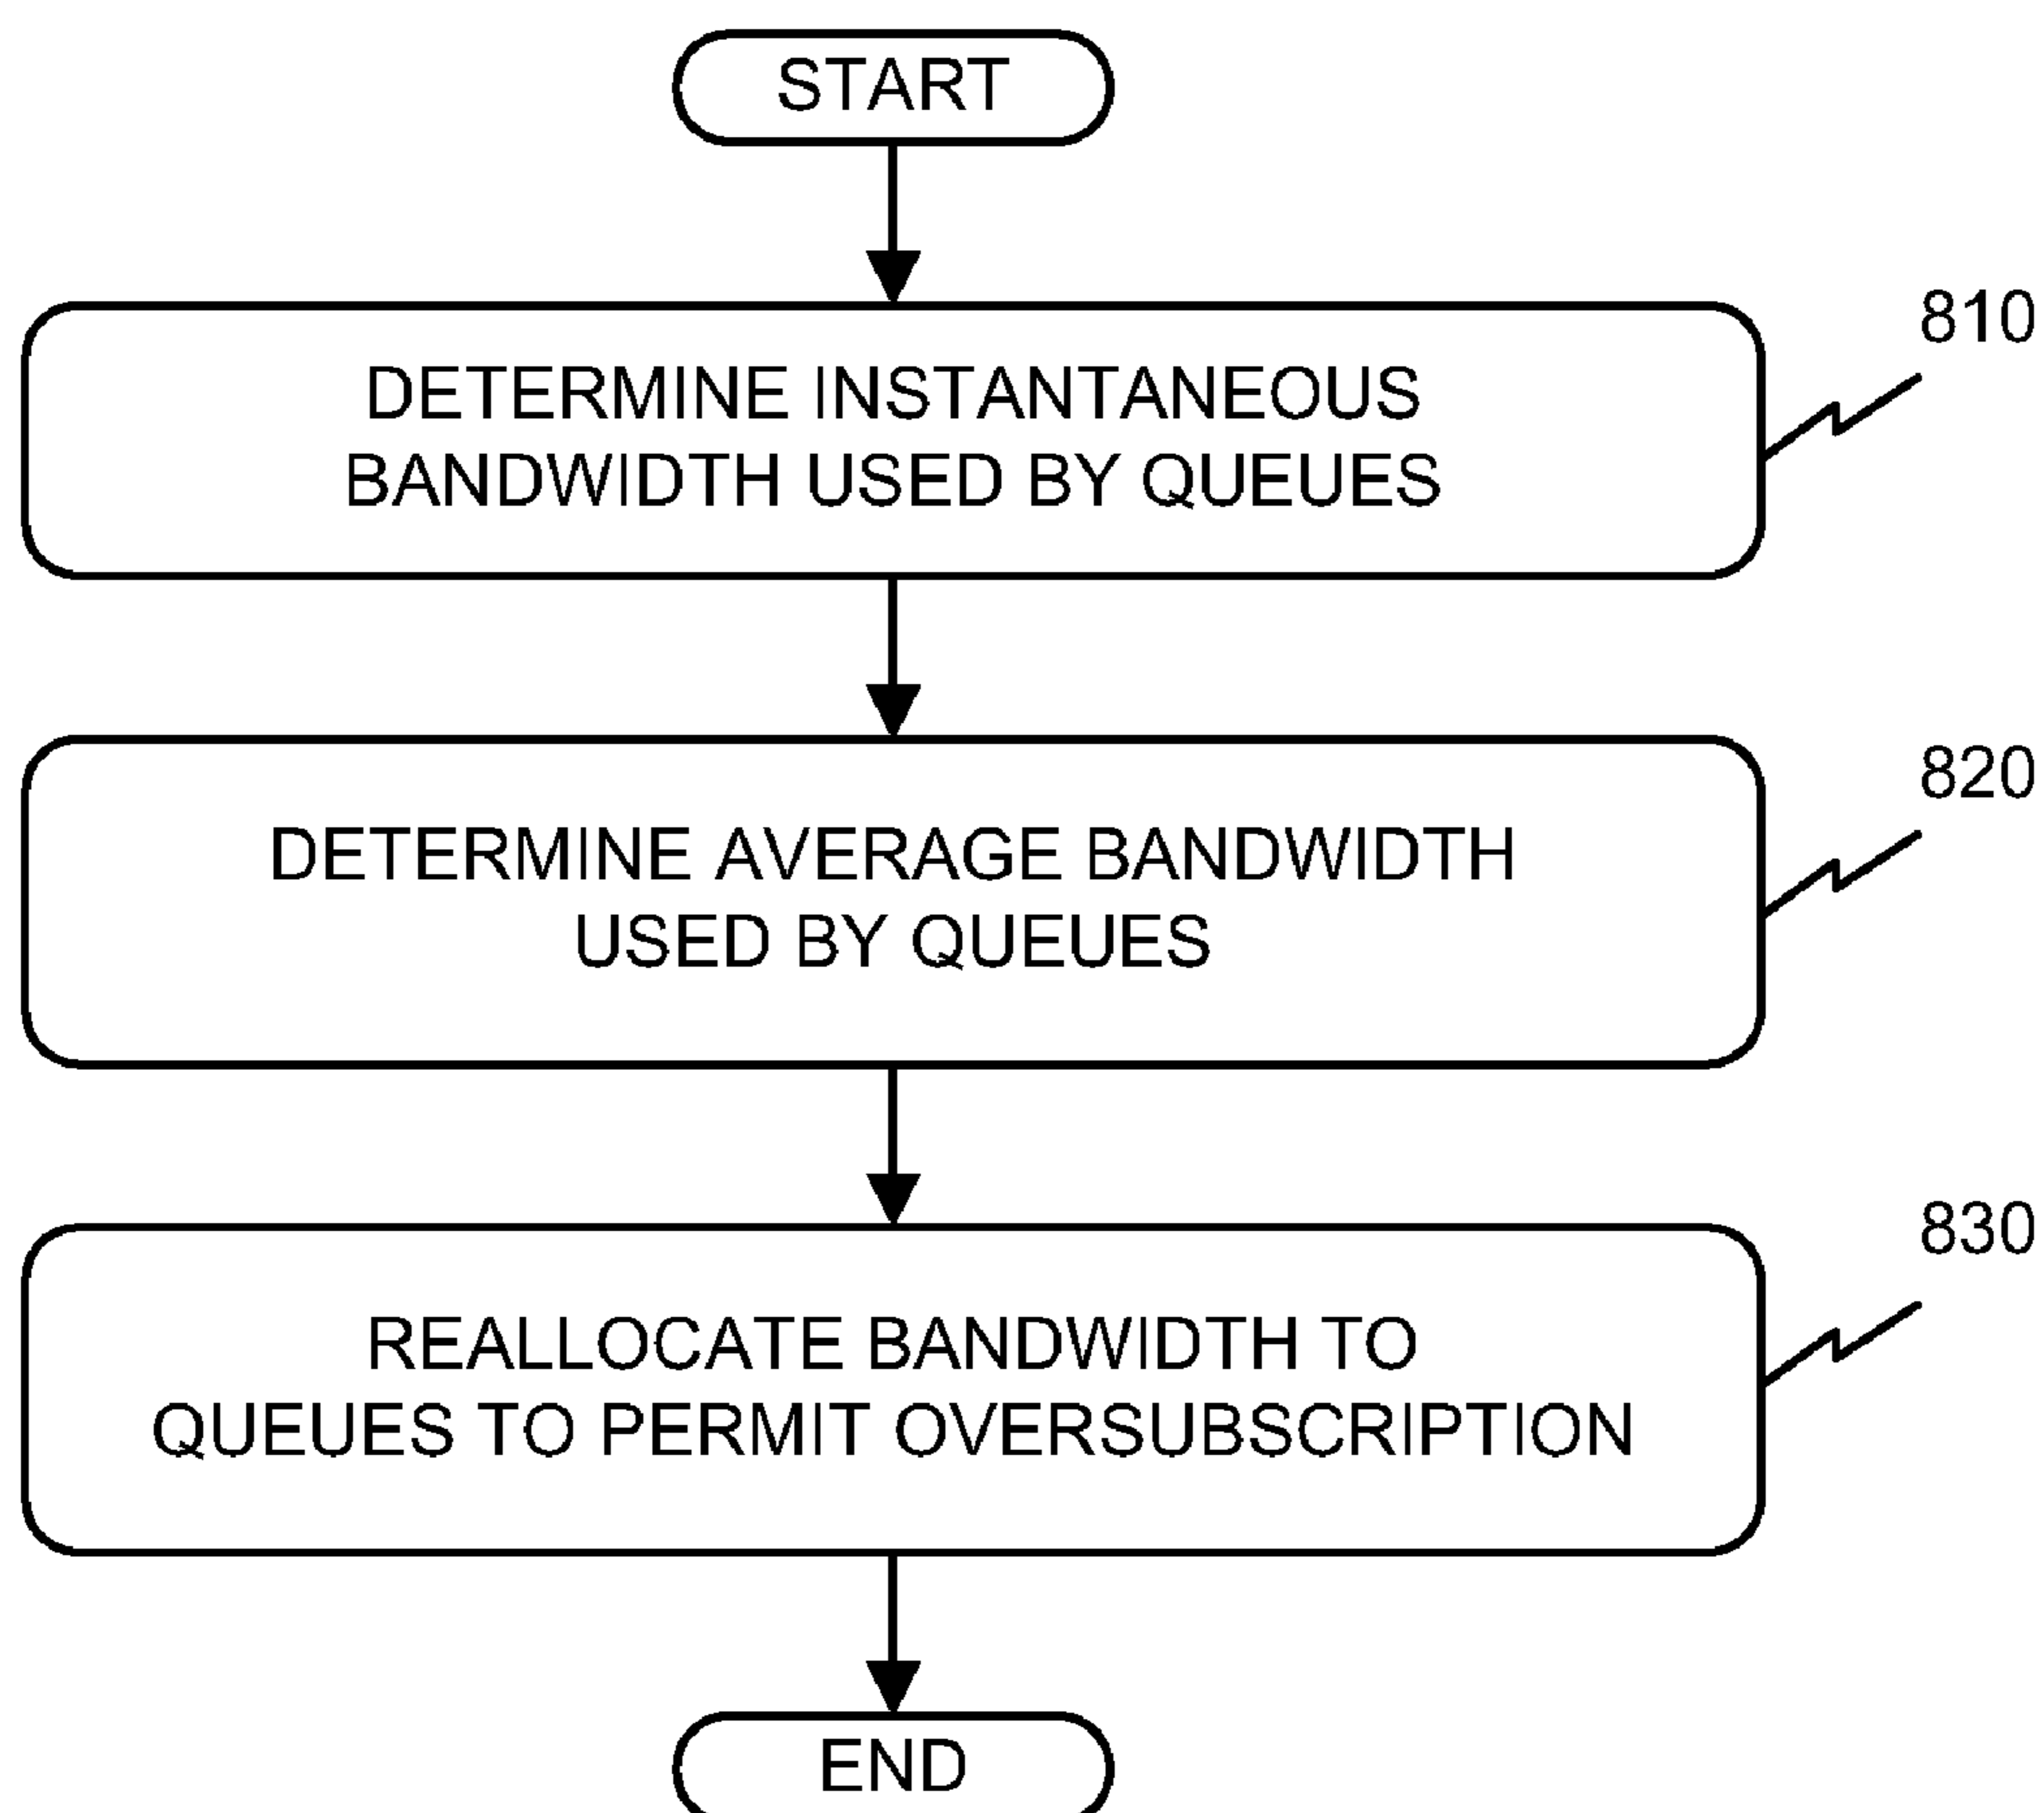 START
810
DETERMINE INSTANTANEOUS
BANDWIDTH USED BY QUEUES
820
DETERMINE AVERAGE BANDWIDTH
USED BY QUEUES
830
REALLOCATE BANDWIDTH TO
QUEUES TO PERMIT OVERSUBSCRIPTION
END